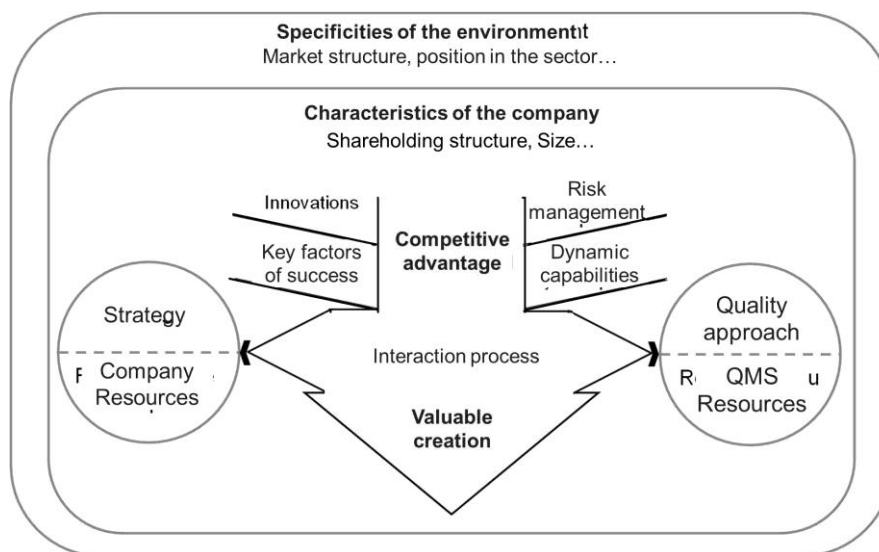 Specificities of the environment
Market structure, position in the sector…
Characteristics of the company
Shareholding structure, Size…
Innovations
Risk
management
Competitive
advantage
Key factors
of success
Dynamic
capabilities
Strategy
Quality
approach
Interaction process
Company
Resources
QMS
Resources
Valuable
creation